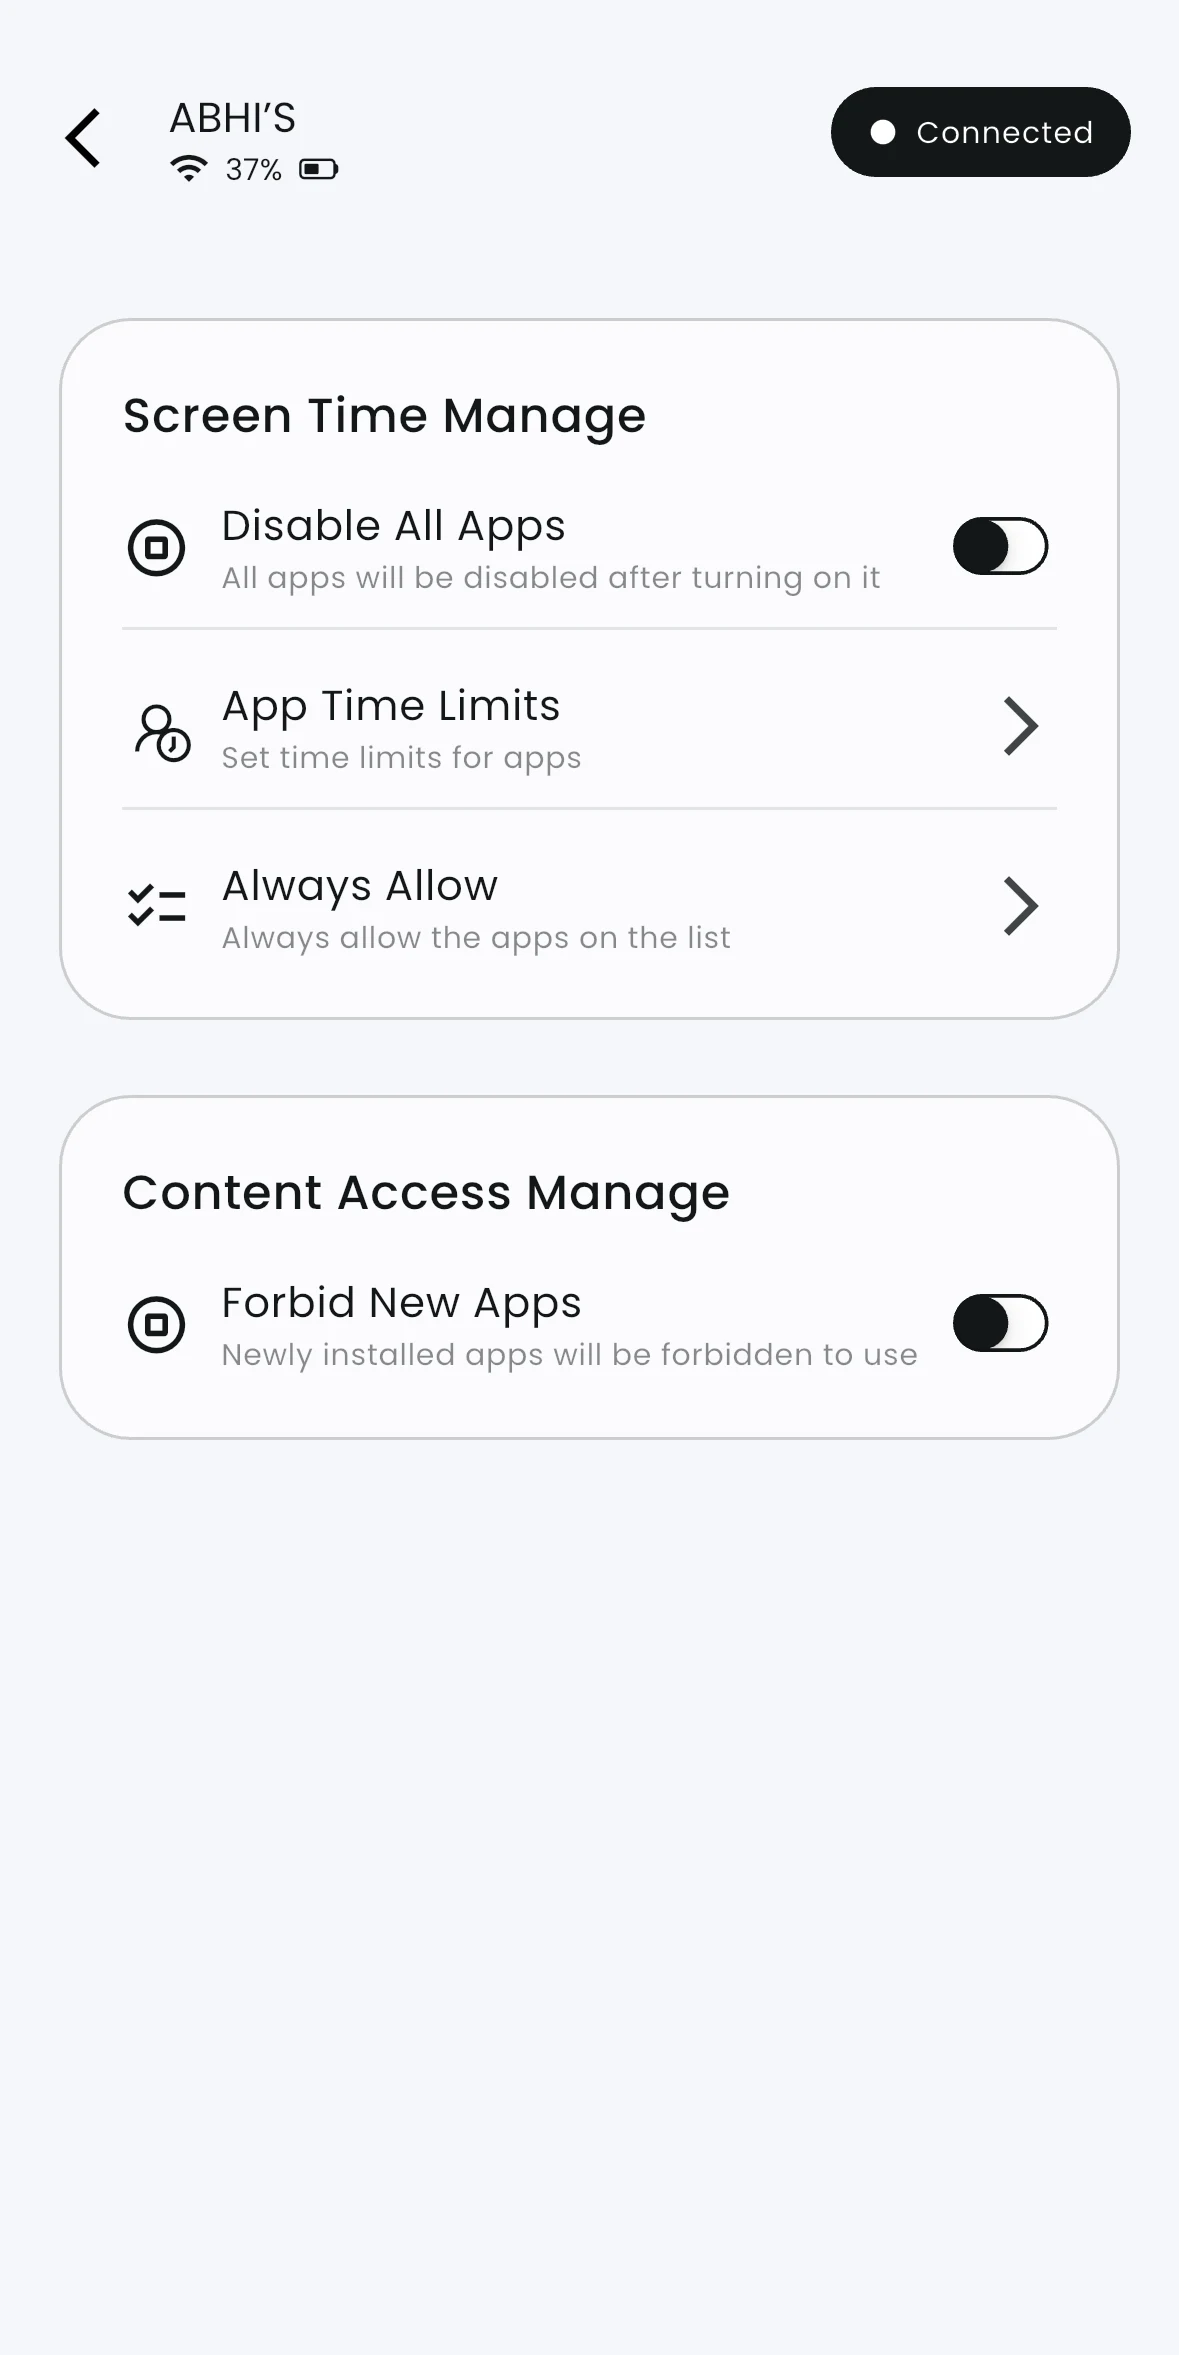 ABHI’S
37%
Connected
Screen Time Manage
Disable All Apps
All apps will be disabled after turning on it
App Time Limits
Set time limits for apps
Always Allow
Always allow the apps on the list
Content Access Manage
Forbid New Apps
Newly installed apps will be forbidden to use